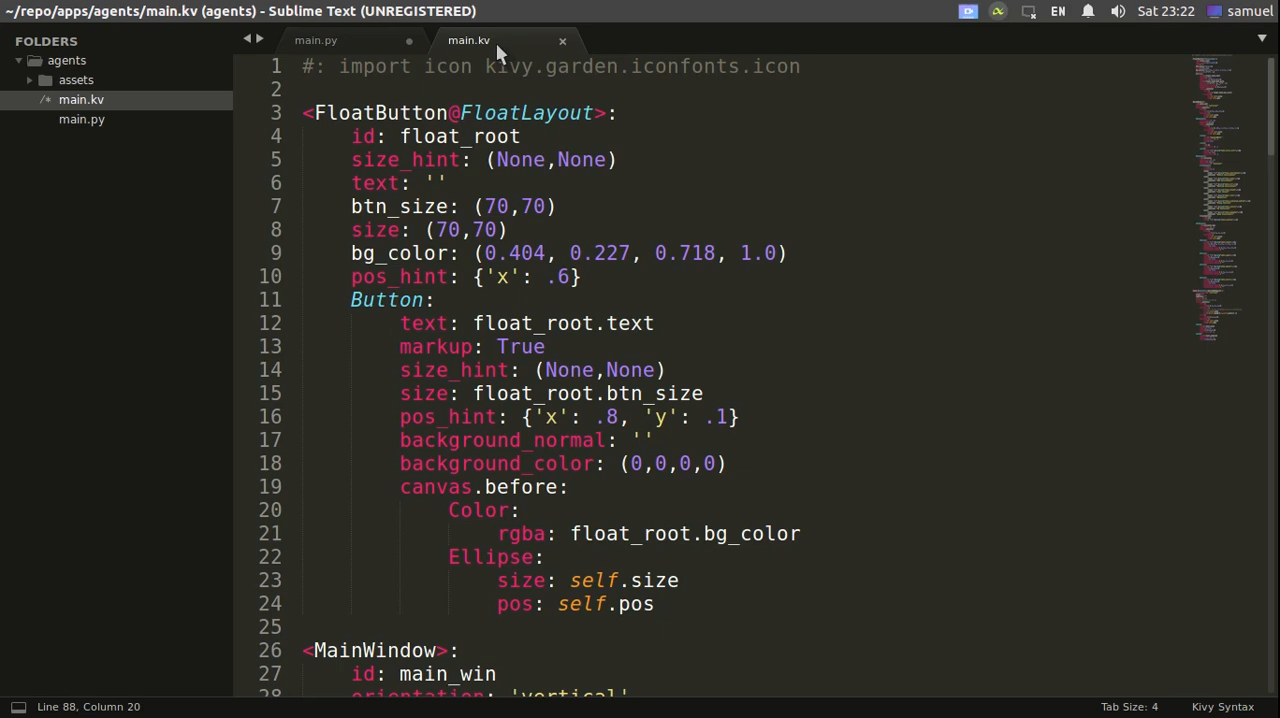 ~/repo/apps/agents/main.kv (agents) - Sublime Text (UNREGISTERED)
EN
Sat 23:22
samuel
FOLDERS
agents
assets
/* main.kv
main.py
main.py
main.kv
1 #: import icon kivy.garden.iconfonts.icon
2
3 <FloatButton@FloatLayout>:
4 id: float_root
5 size_hint: (None,None)
6 text: ''
7 btn_size: (70,70)
8 size: (70,70)
9 bg_color: (0.404, 0.227, 0.718, 1.0)
10 pos_hint: {'x': .6}
11 Button:
12 text: float_root.text
13 markup: True
14 size_hint: (None,None)
15 size: float_root.btn_size
16 pos_hint: {'x': .8, 'y': .1}
17 background_normal: ''
18 background_color: (0,0,0,0)
19 canvas.before:
20 Color:
21 rgba: float_root.bg_color
22 Ellipse:
23 size: self.size
24 pos: self.pos
25
26 <MainWindow>:
27 id: main_win
28 orientation: 'vertical'
Line 88, Column 20
Tab Size: 4
Kivy Syntax